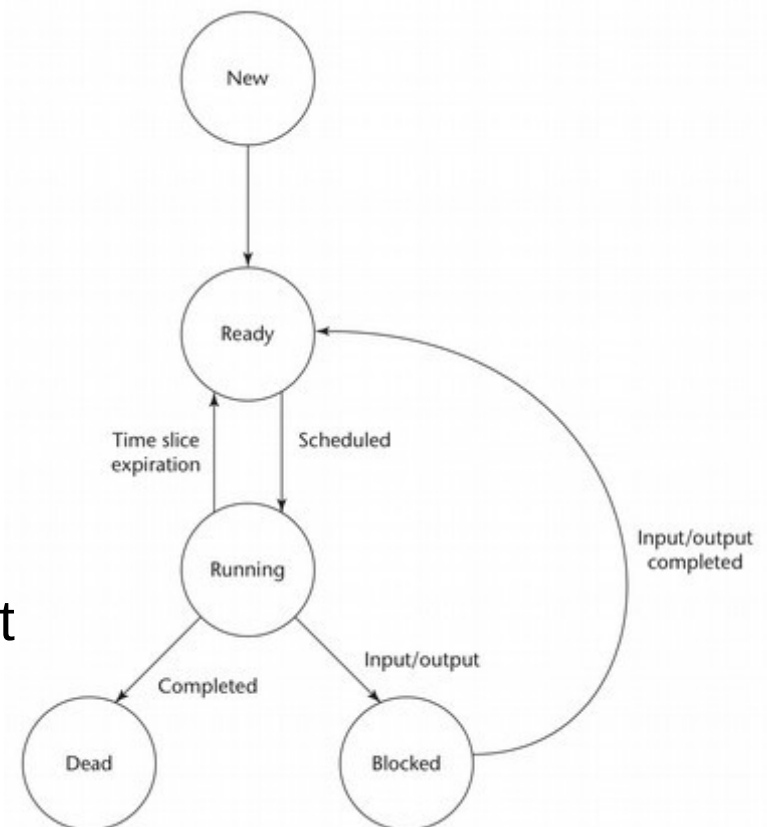 New
Ready
Time slice
expiration
Scheduled
Running
Input/output
completed
t
Input/output
Completed
Dead
Blocked